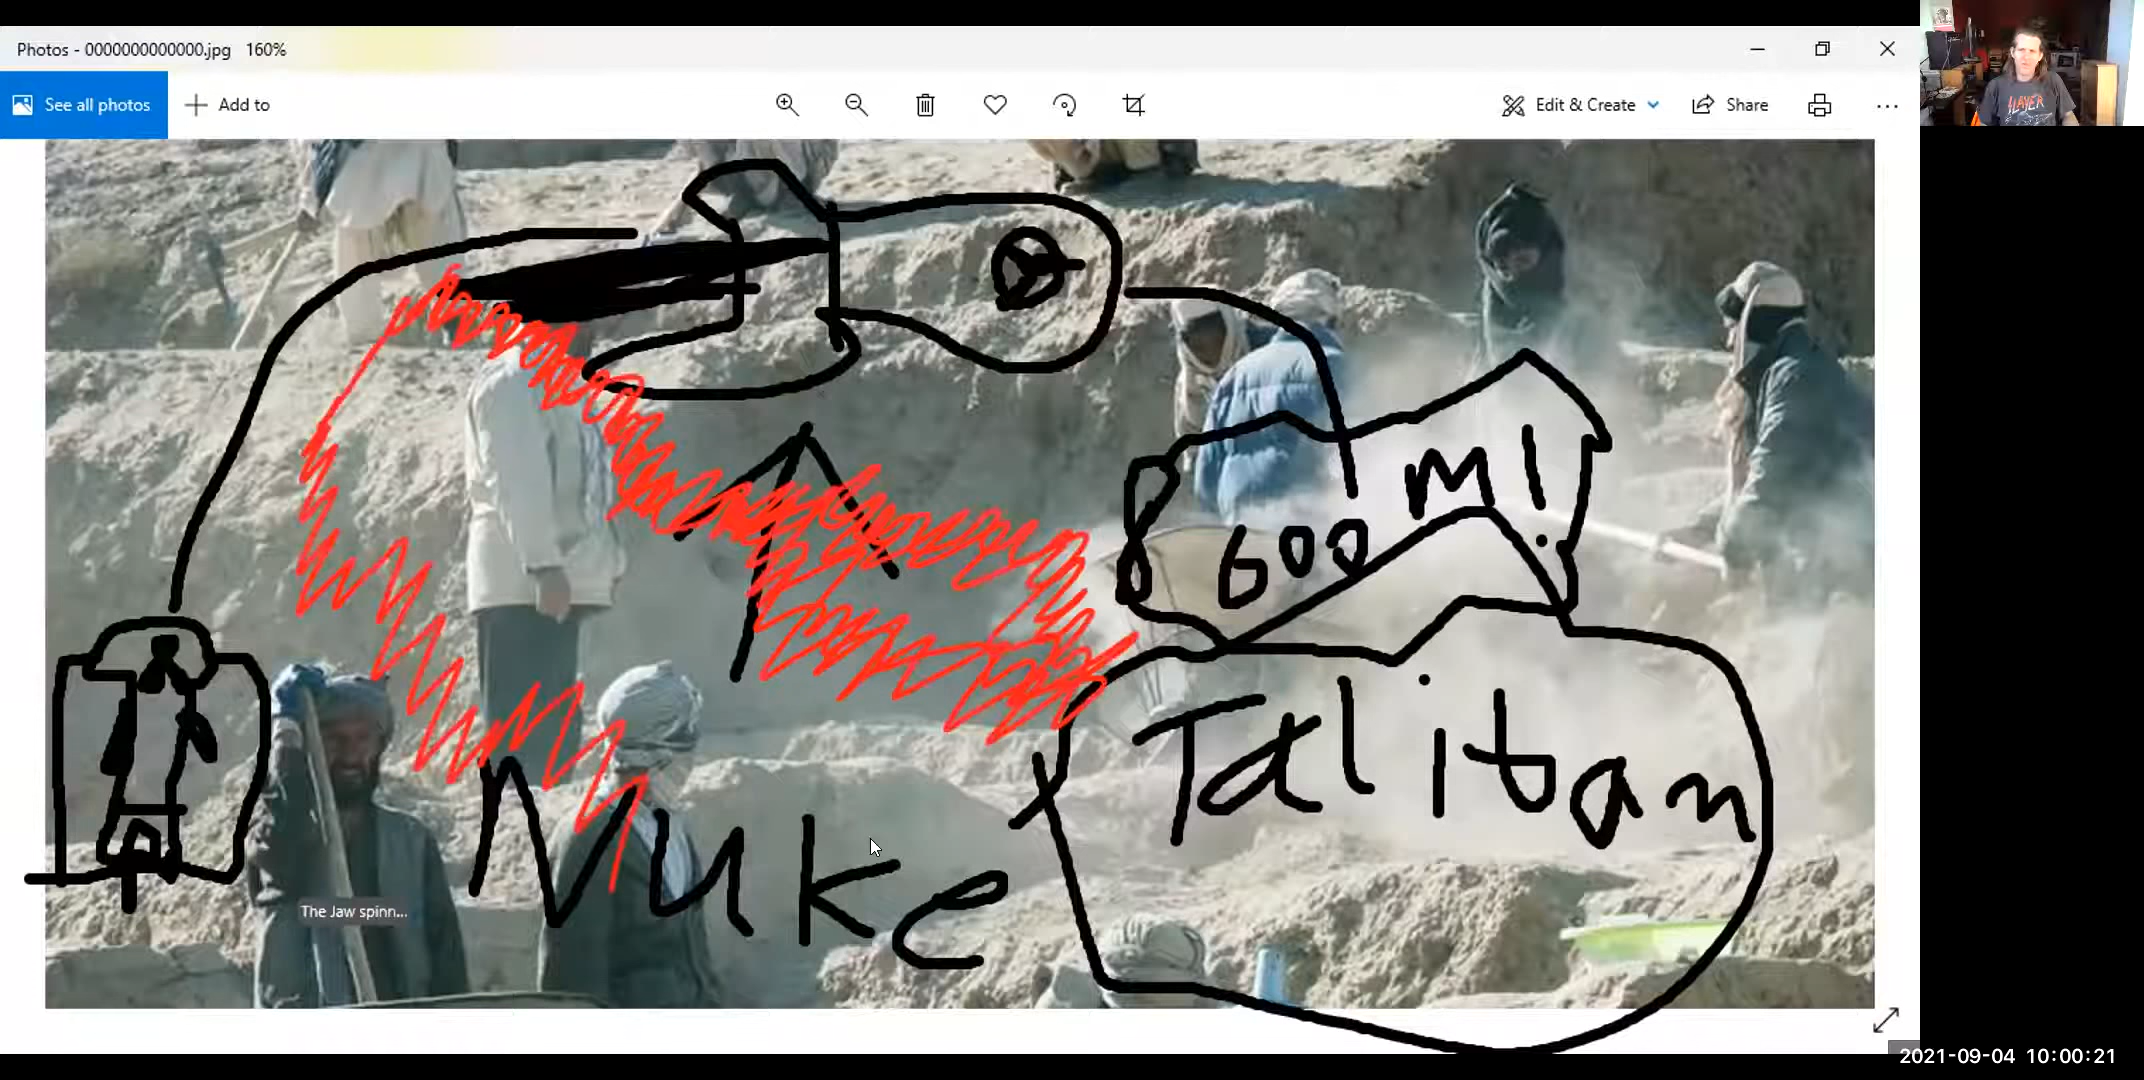 Photos - 0000000000000.jpg 160%
See all photos
Add to
Edit & Create
Share
SLAYER
600 M!
Taliban
Nuke
The Jaw spinn...
2021-09-04 10:00:21